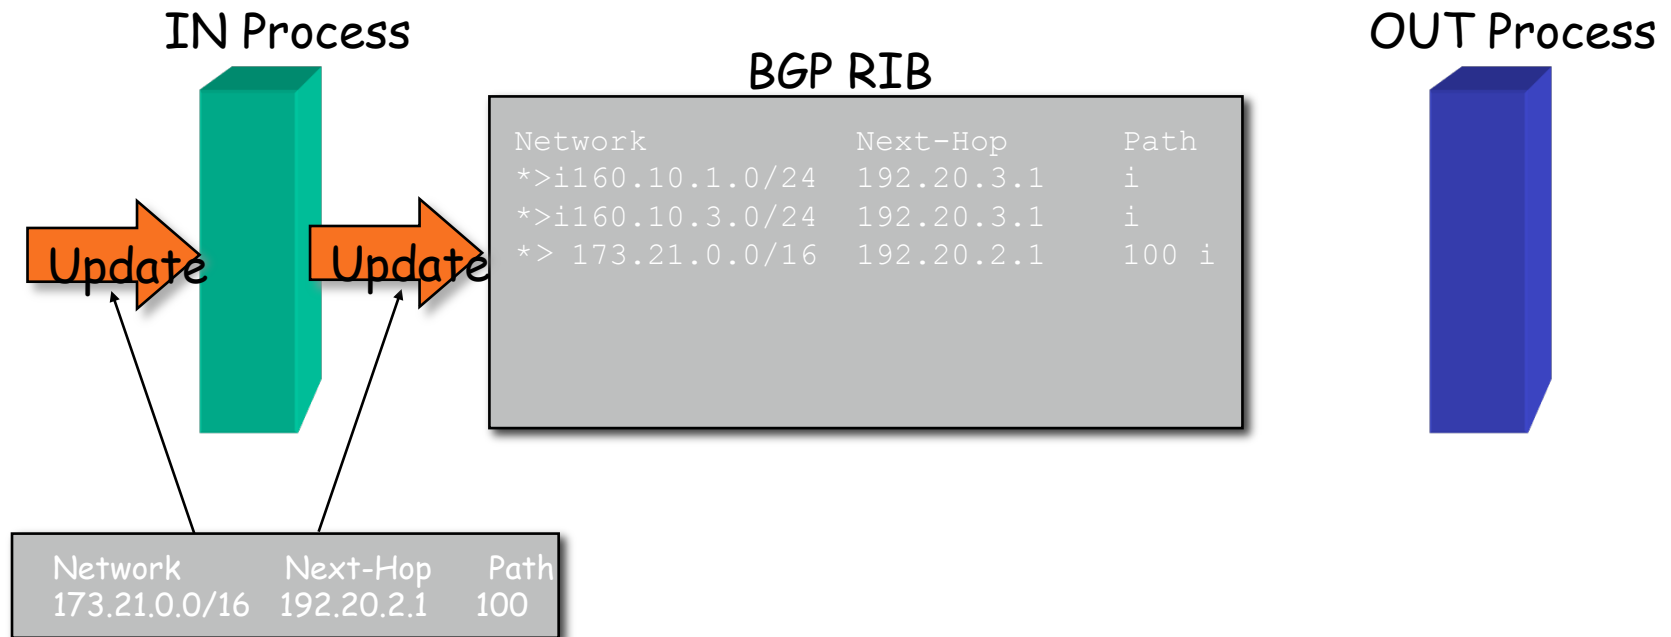 IN Process
OUT Process
BGP RIB
Network Next-Hop Path
*>i160.10.1.0/24 192.20.3.1 i
*>i160.10.3.0/24 192.20.3.1 i
*> 173.21.0.0/16 192.20.2.1 100 i
Update
Update
Network Next-Hop Path
173.21.0.0/16 192.20.2.1 100